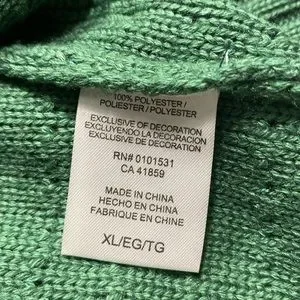 100% POLYESTER /
POLIESTER / POLYESTER
EXCLUSIVE OF DECORATION
EXCLUYENDO LA DECORACION
EXCLUSIF DE DECORATION
RN# 0101531
CA 41859
MADE IN CHINA
HECHO EN CHINA
FABRIQUE EN CHINE
XL/EG/TG